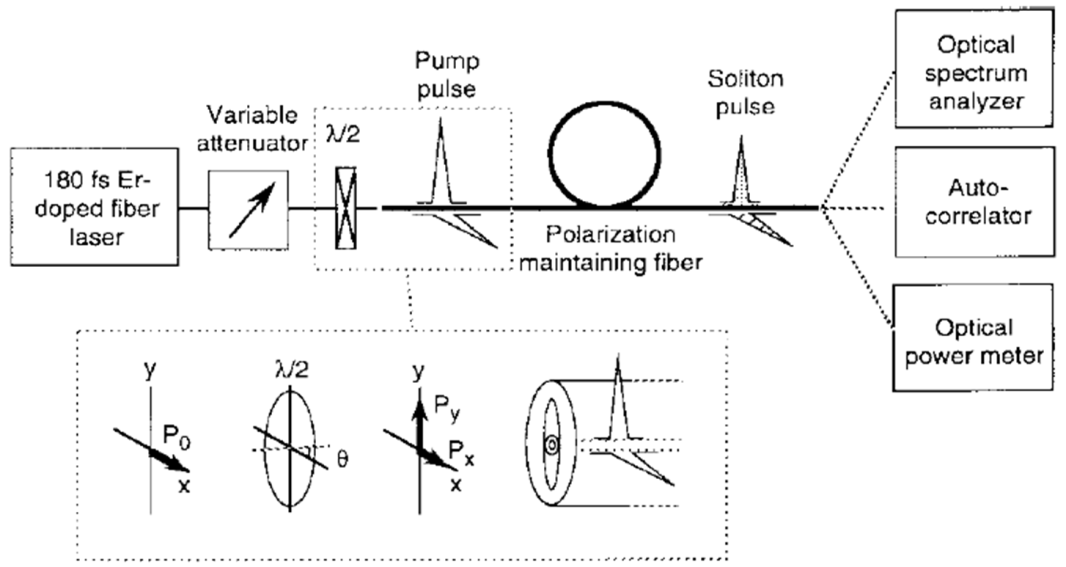 Pump
pulse
Soliton
pulse
Optical
spectrum
analyzer
Variable
attenuator
λ/2
180 fs Er-
doped fiber
laser
Auto-
correlator
Polarization
maintaining fiber
Optical
power meter
y
P0
x
λ/2
θ
y
Py
Px
x